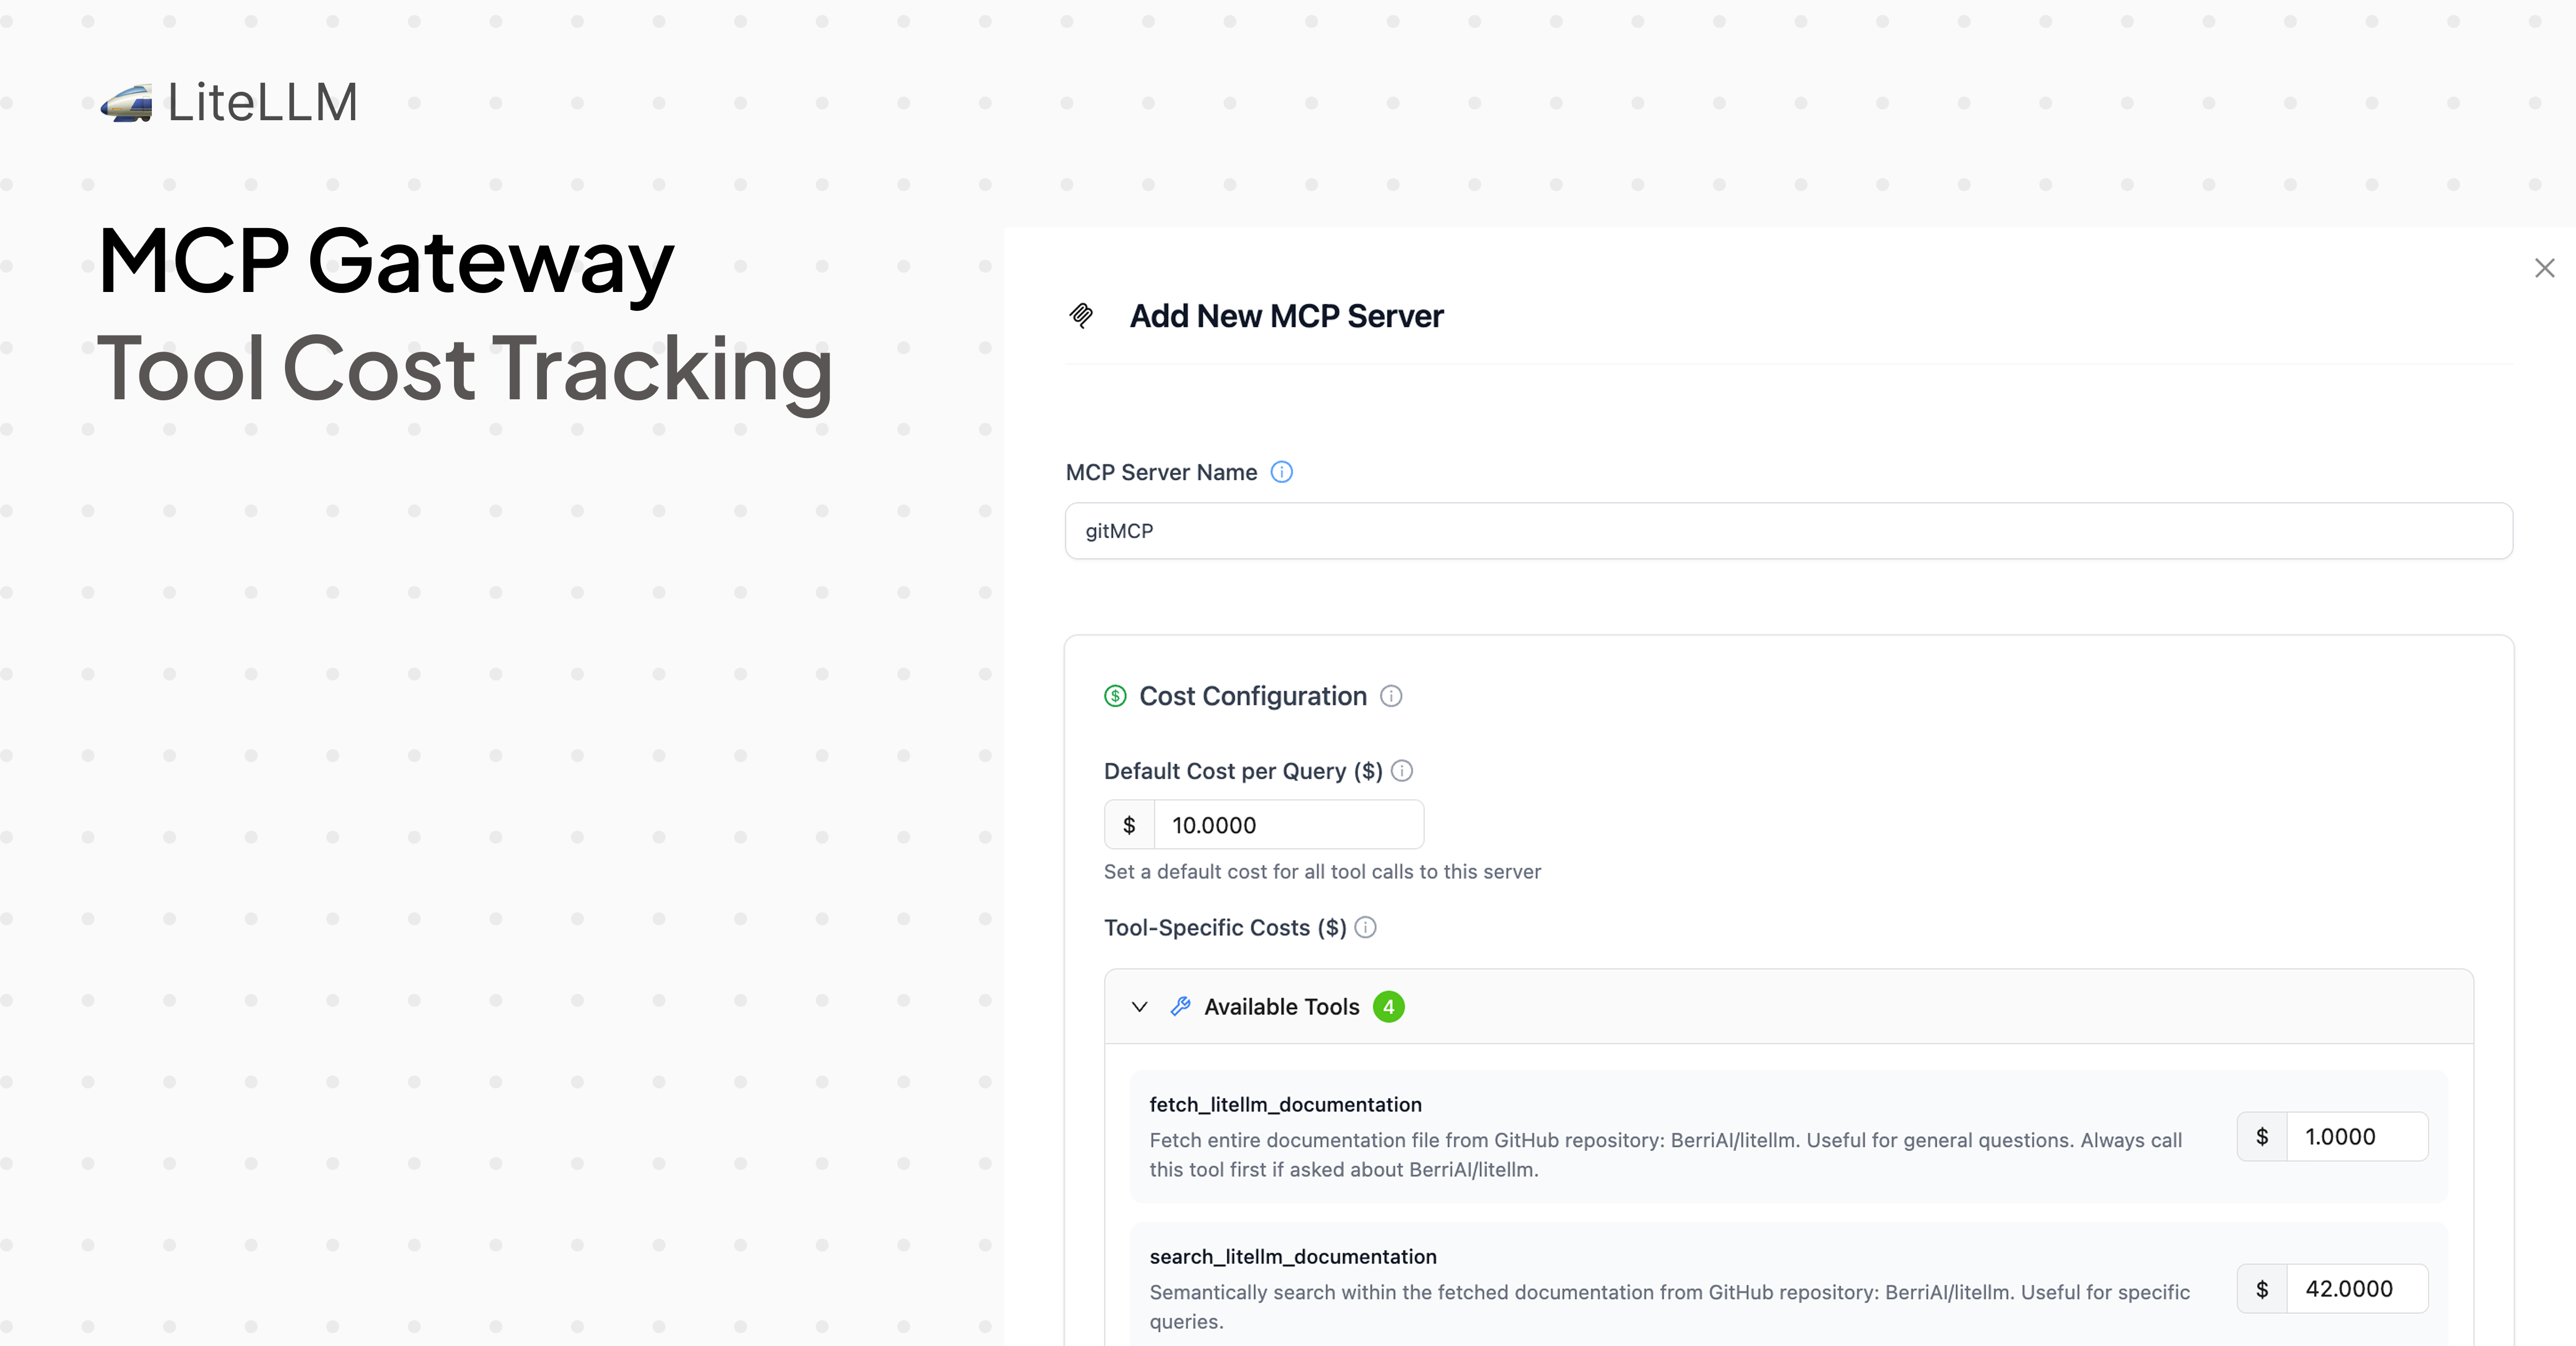 LiteLLM
MCP Gateway
Tool Cost Tracking
Add New MCP Server
MCP Server Name
gitMCP
$ Cost Configuration
Default Cost per Query ($)
$ 10.0000
Set a default cost for all tool calls to this server
Tool-Specific Costs ($)
Available Tools 4
fetch_litellm_documentation
Fetch entire documentation file from GitHub repository: BerriAI/litellm. Useful for general questions. Always call
this tool first if asked about BerriAI/litellm.
$ 1.0000
search_litellm_documentation
Semantically search within the fetched documentation from GitHub repository: BerriAI/litellm. Useful for specific
queries.
$ 42.0000